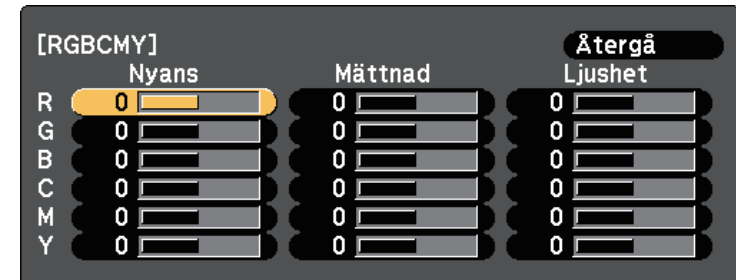 [RGBCMY] Återgå
Nyans Mättnad Ljushet
R 0 0 0
G 0 0 0
B 0 0 0
C 0 0 0
M 0 0 0
Y 0 0 0